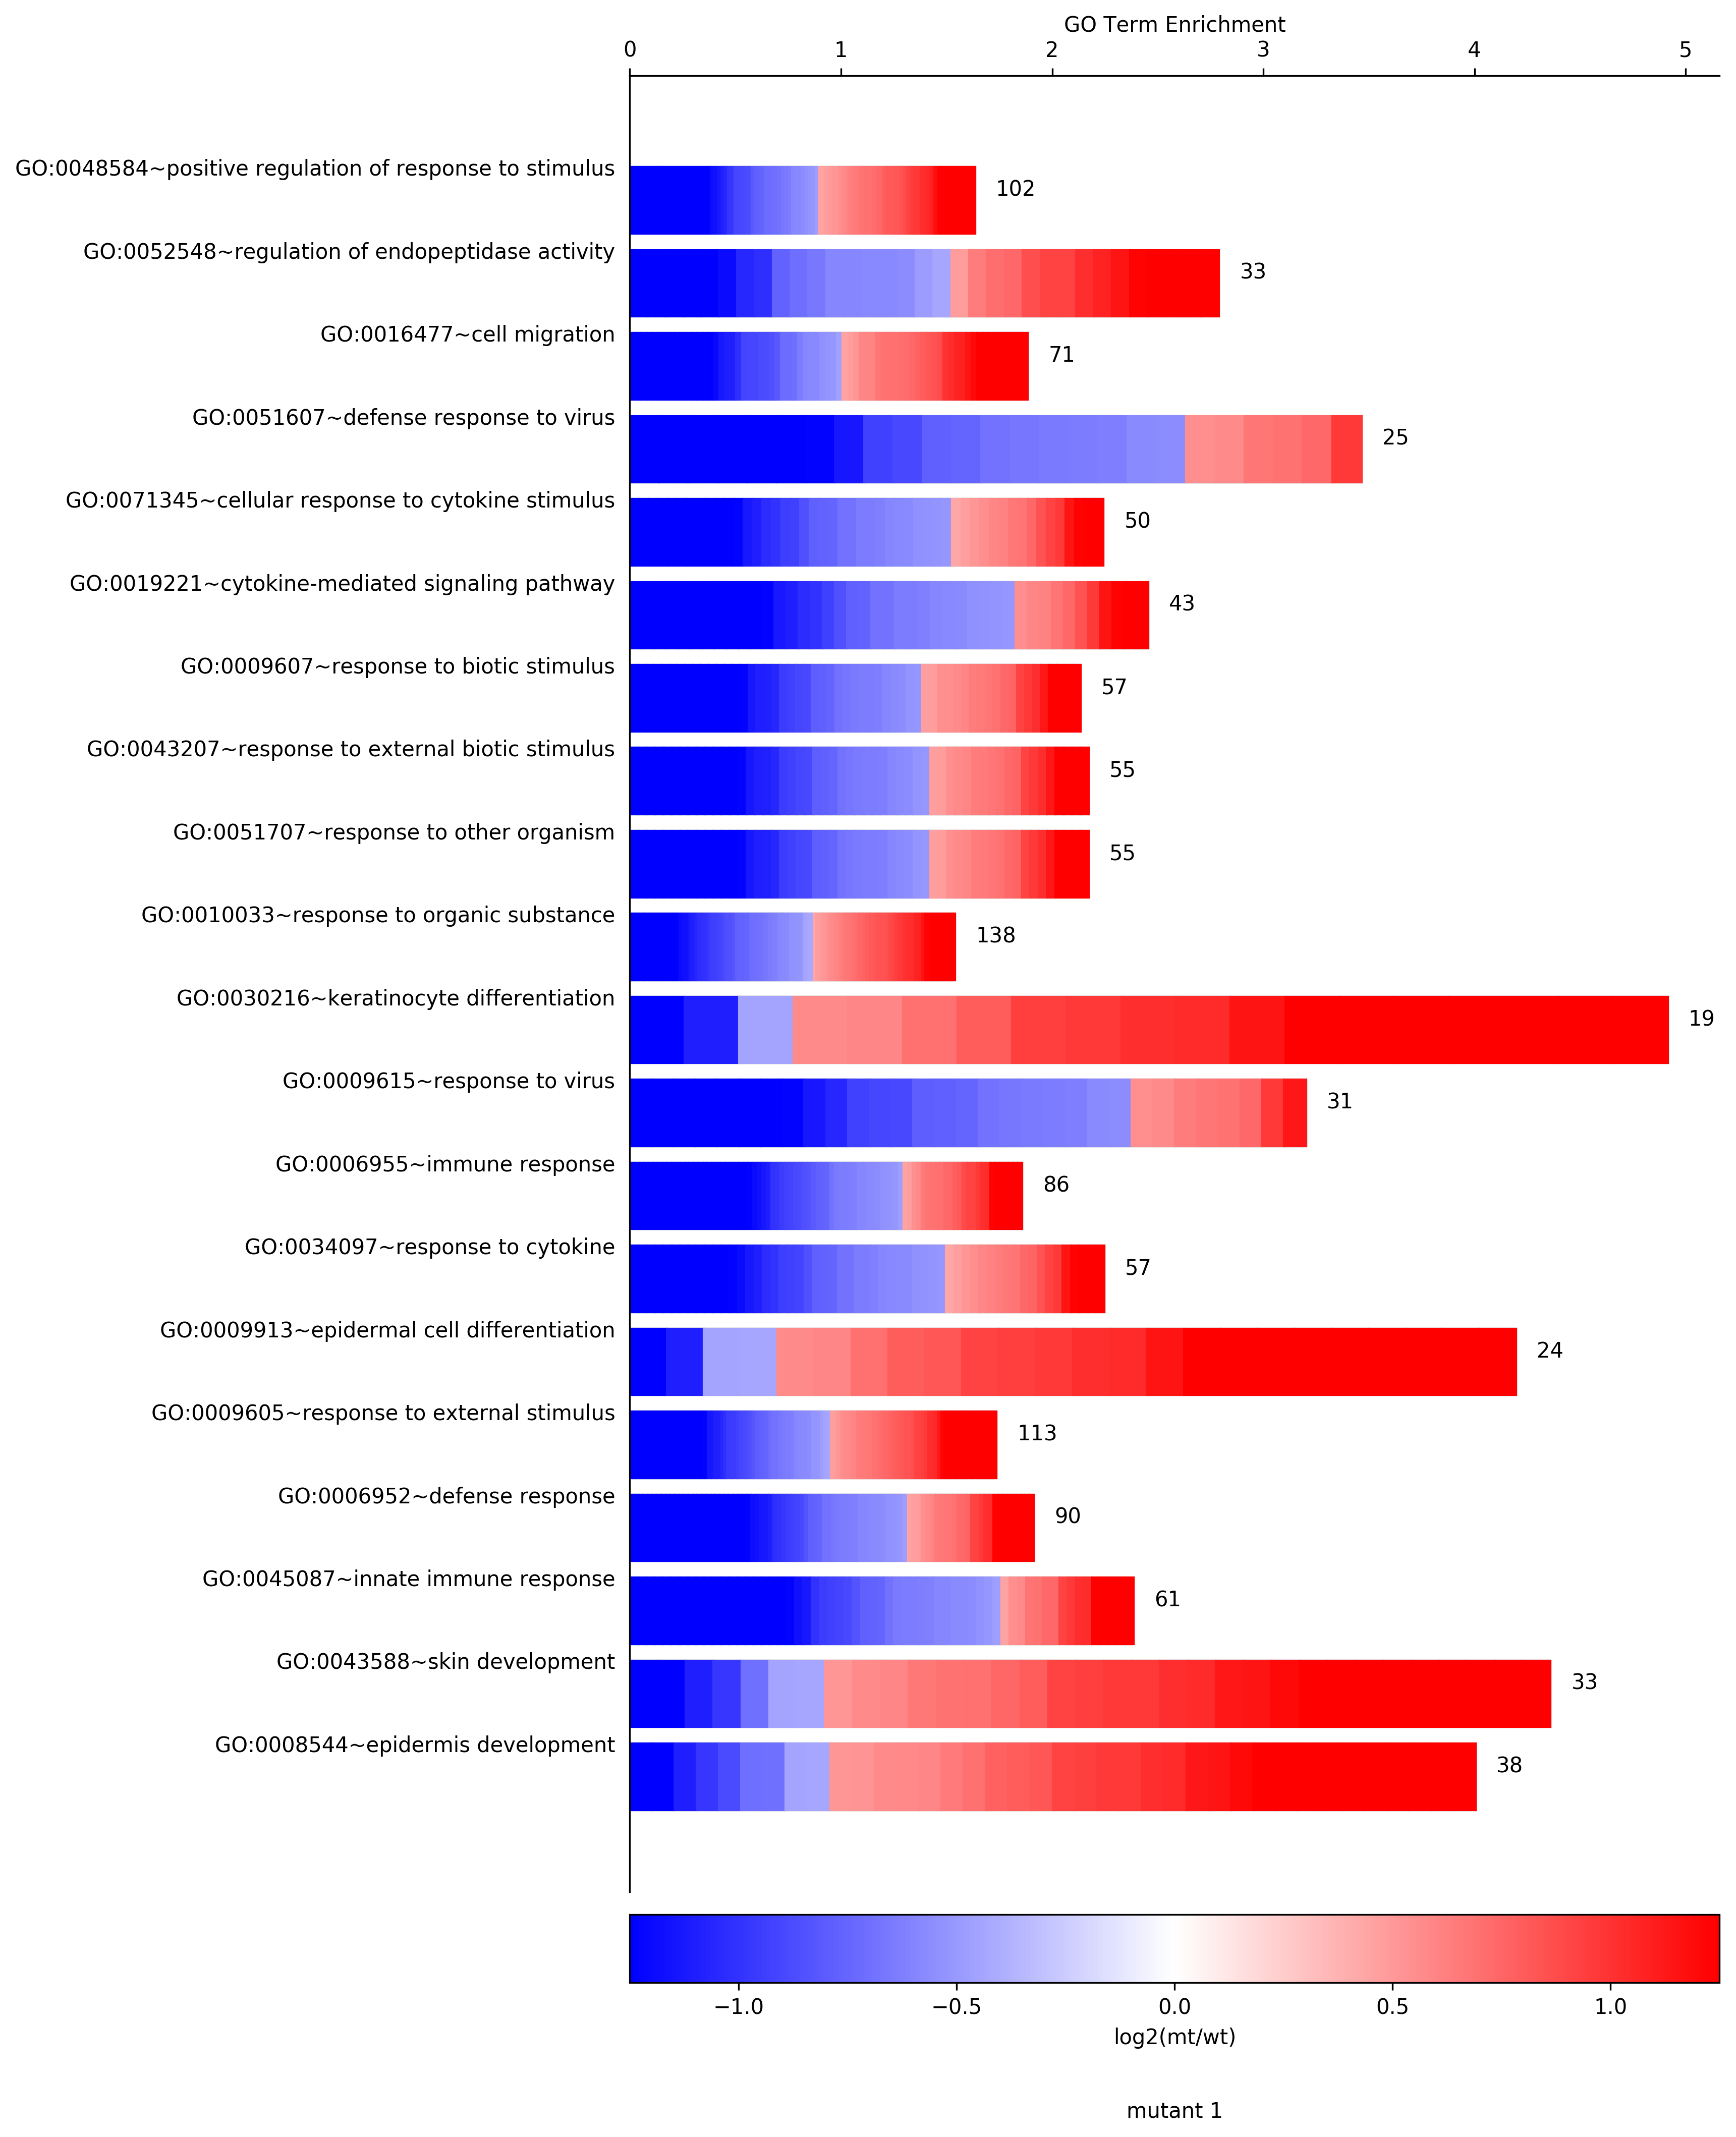 GO Term Enrichment
0 1 2 3 4 5
GO:0048584~positive regulation of response to stimulus 102
GO:0052548~regulation of endopeptidase activity 33
GO:0016477~cell migration 71
GO:0051607~defense response to virus 25
GO:0071345~cellular response to cytokine stimulus 50
GO:0019221~cytokine-mediated signaling pathway 43
GO:0009607~response to biotic stimulus 57
GO:0043207~response to external biotic stimulus 55
GO:0051707~response to other organism 55
GO:0010033~response to organic substance 138
GO:0030216~keratinocyte differentiation 19
GO:0009615~response to virus 31
GO:0006955~immune response 86
GO:0034097~response to cytokine 57
GO:0009913~epidermal cell differentiation 24
GO:0009605~response to external stimulus 113
GO:0006952~defense response 90
GO:0045087~innate immune response 61
GO:0043588~skin development 33
GO:0008544~epidermis development 38
−1.0 −0.5 0.0 0.5 1.0
log2(mt/wt)
mutant 1